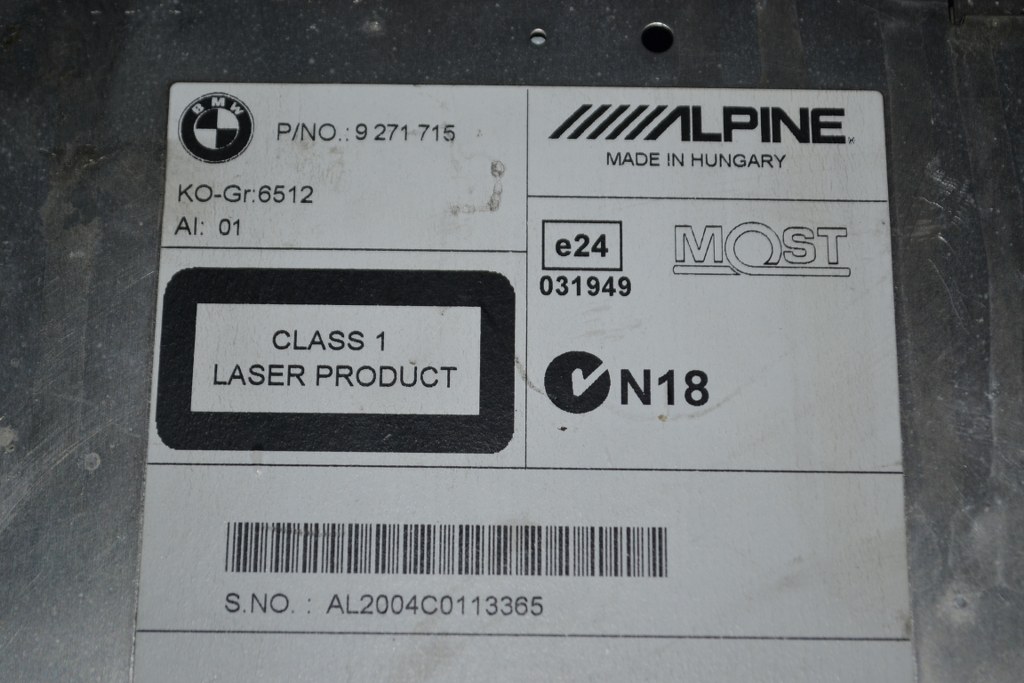 BMW
P/NO.: 9 271 715
KO-Gr:6512
AI: 01
ALPINE
MADE IN HUNGARY
e24
031949
MOST
CLASS 1
LASER PRODUCT
N18
S.NO. : AL2004C0113365